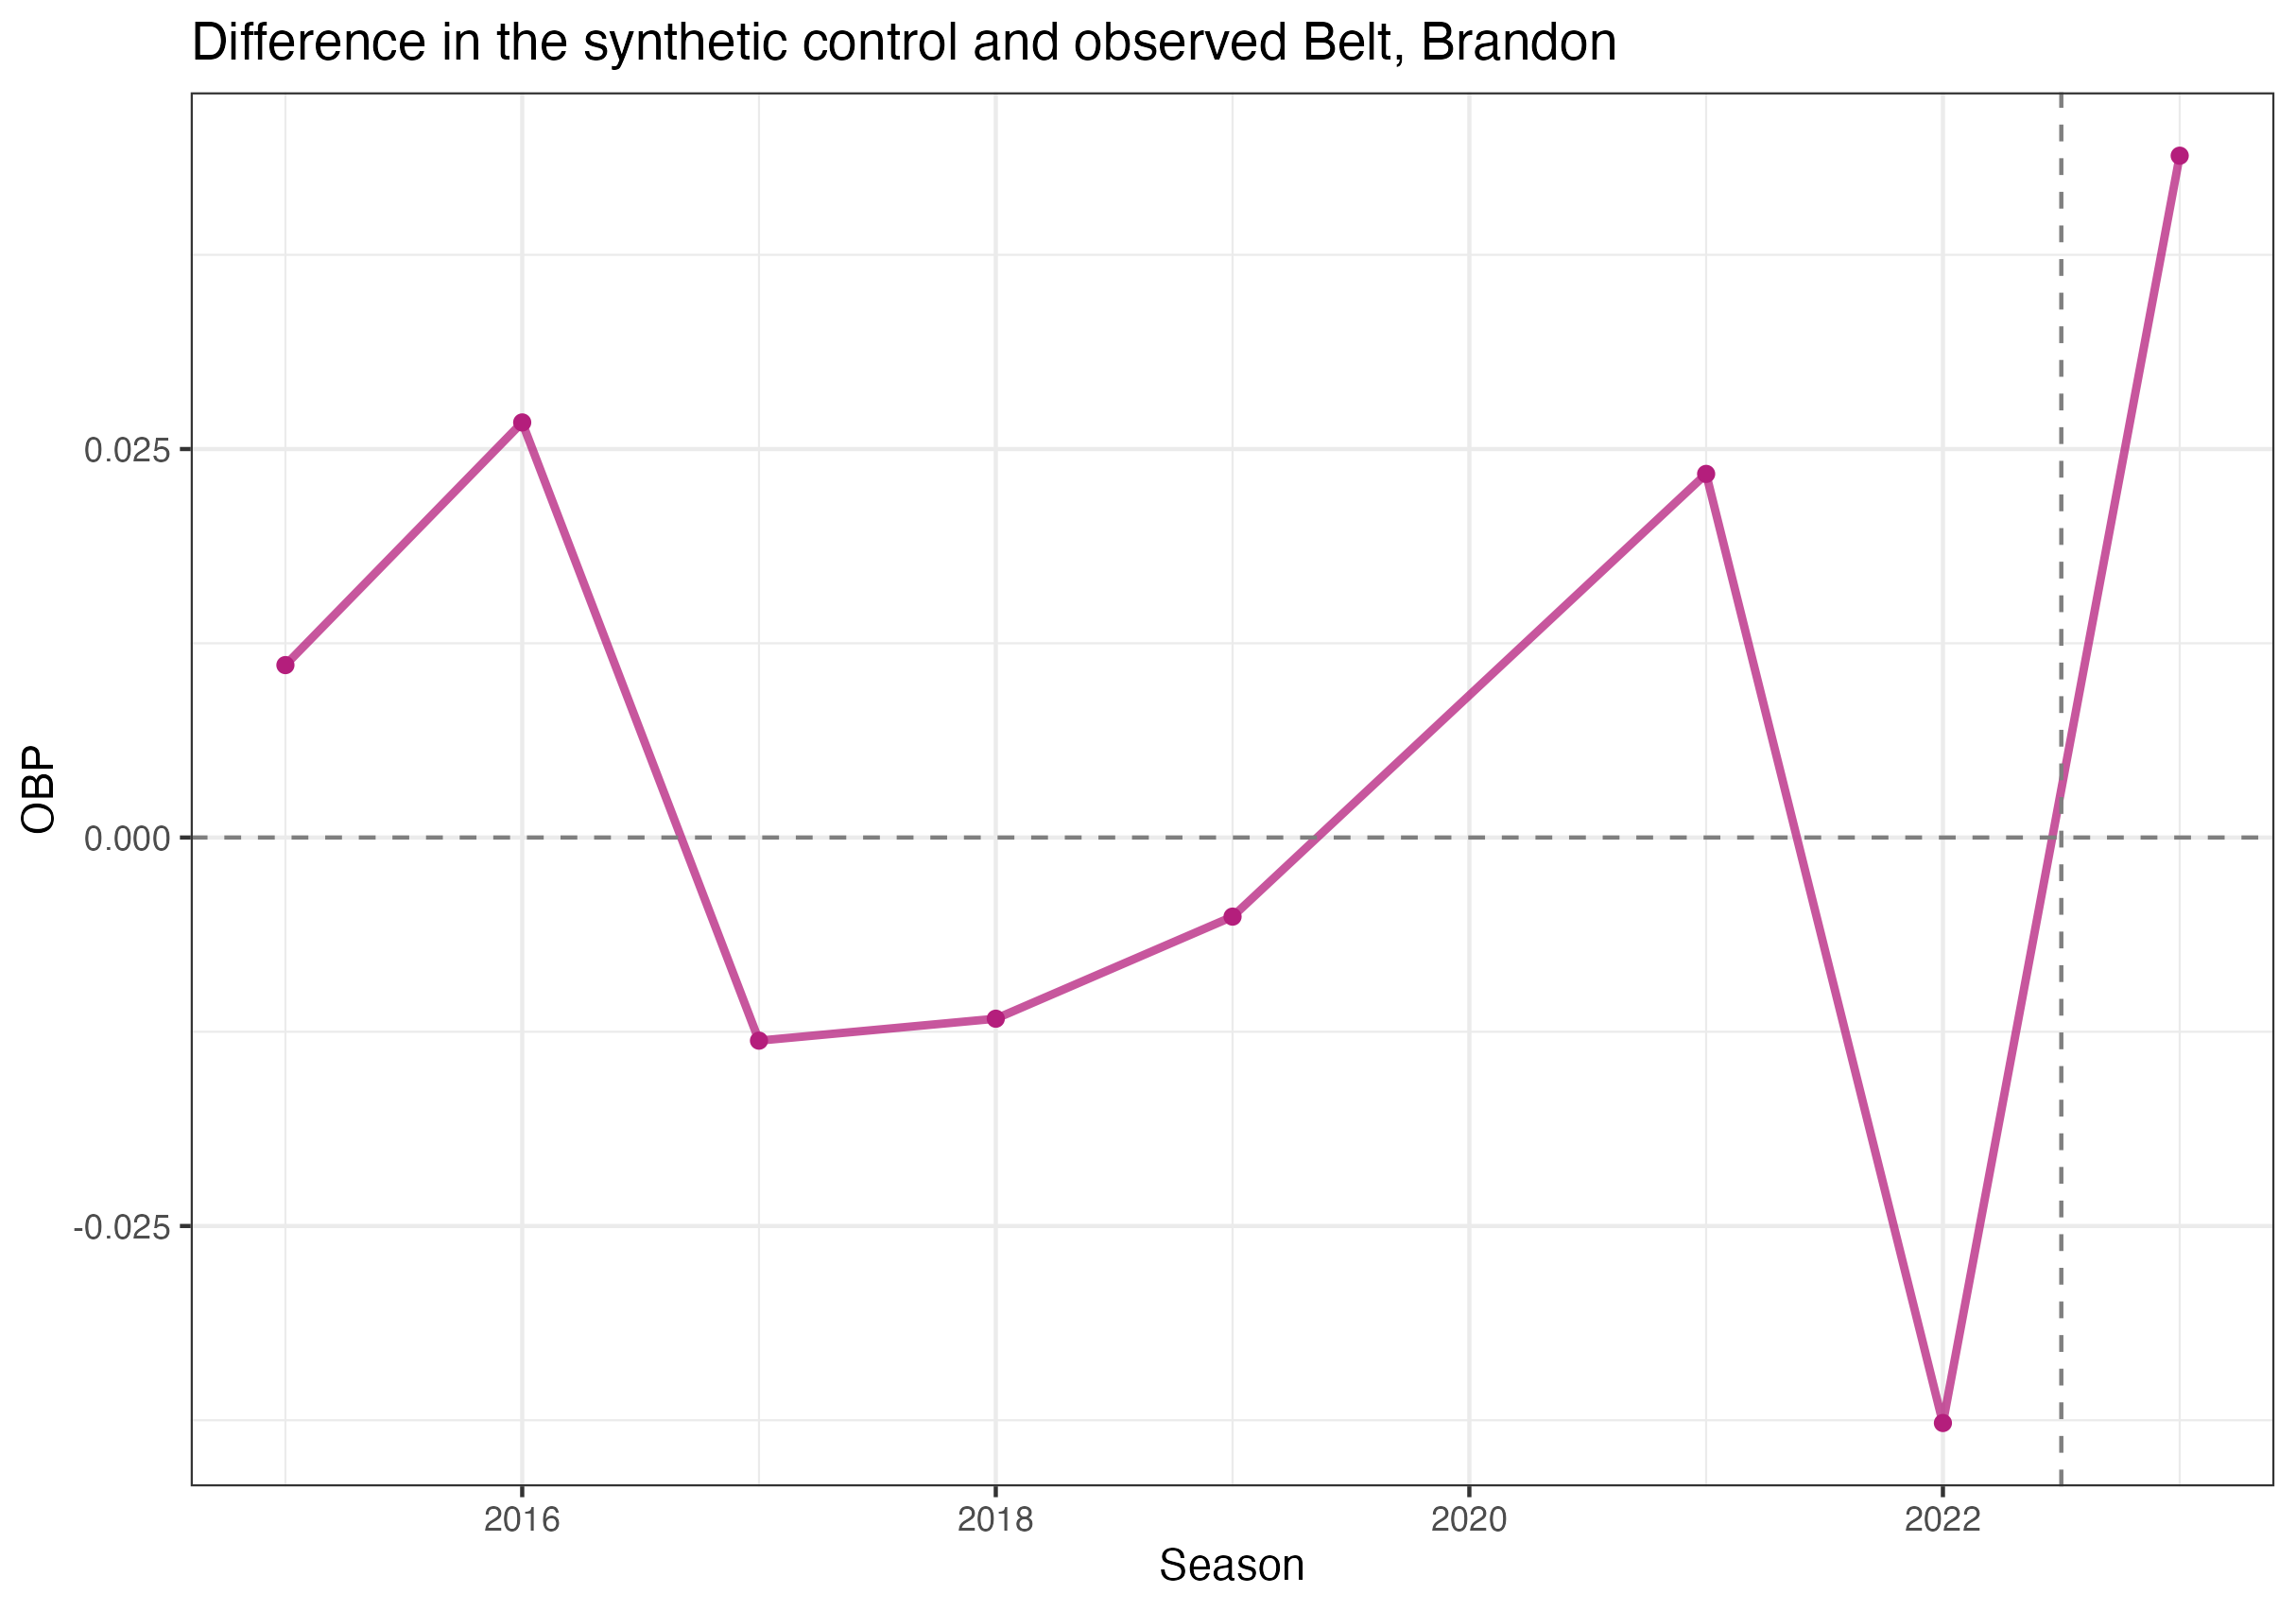 Difference in the synthetic control and observed Belt, Brandon
OBP
0.025
0.000
-0.025
2016 2018 2020 2022
Season